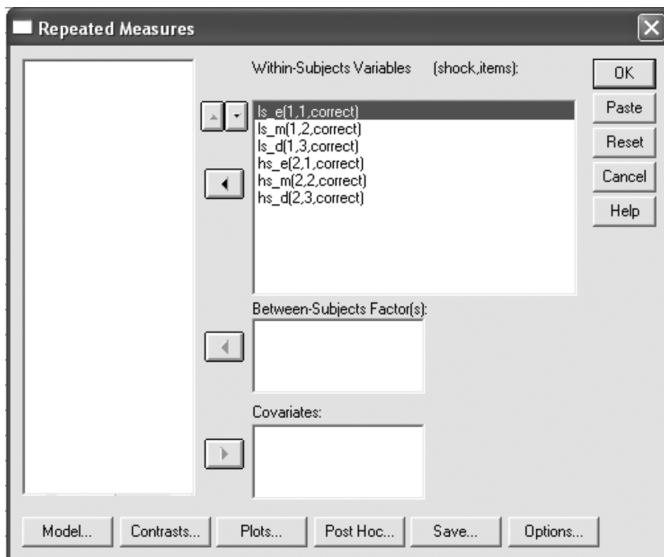 Repeated Measures
Within-Subjects Variables (shock,items):
ls_e(1,1,correct)
ls_m(1,2,correct)
ls_d(1,3,correct)
hs_e(2,1,correct)
hs_m(2,2,correct)
hs_d(2,3,correct)
OK
Paste
Reset
Cancel
Help
Between-Subjects Factor(s):
Covariates:
Model... Contrasts... Plots... Post Hoc... Save... Options...